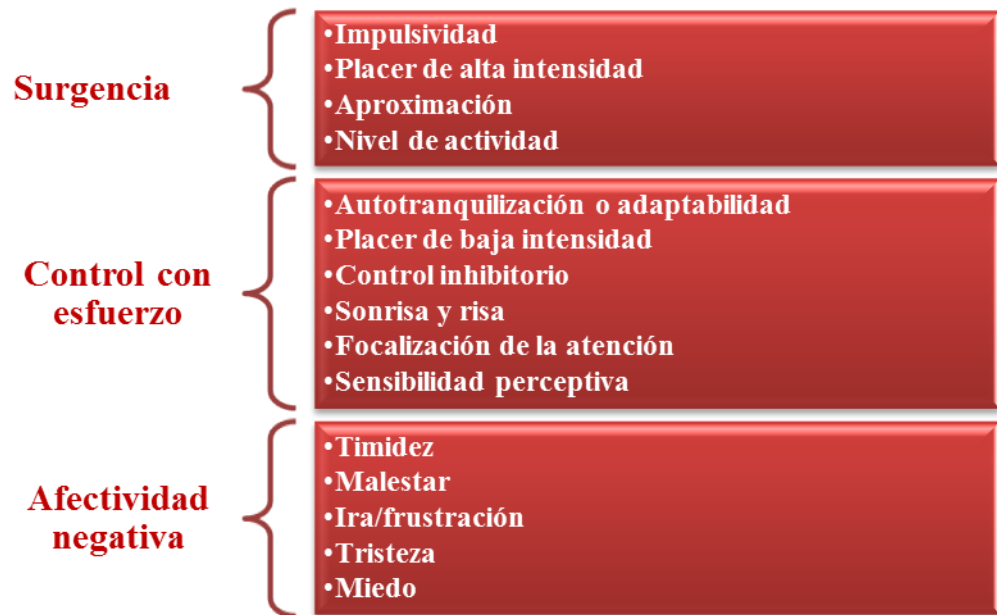 Surgencia
•Impulsividad
•Placer de alta intensidad
•Aproximación
•Nivel de actividad
Control con
esfuerzo
•Autotranquilización o adaptabilidad
•Placer de baja intensidad
•Control inhibitorio
•Sonrisa y risa
•Focalización de la atención
•Sensibilidad perceptiva
Afectividad
negativa
•Timidez
•Malestar
•Ira/frustración
•Tristeza
•Miedo